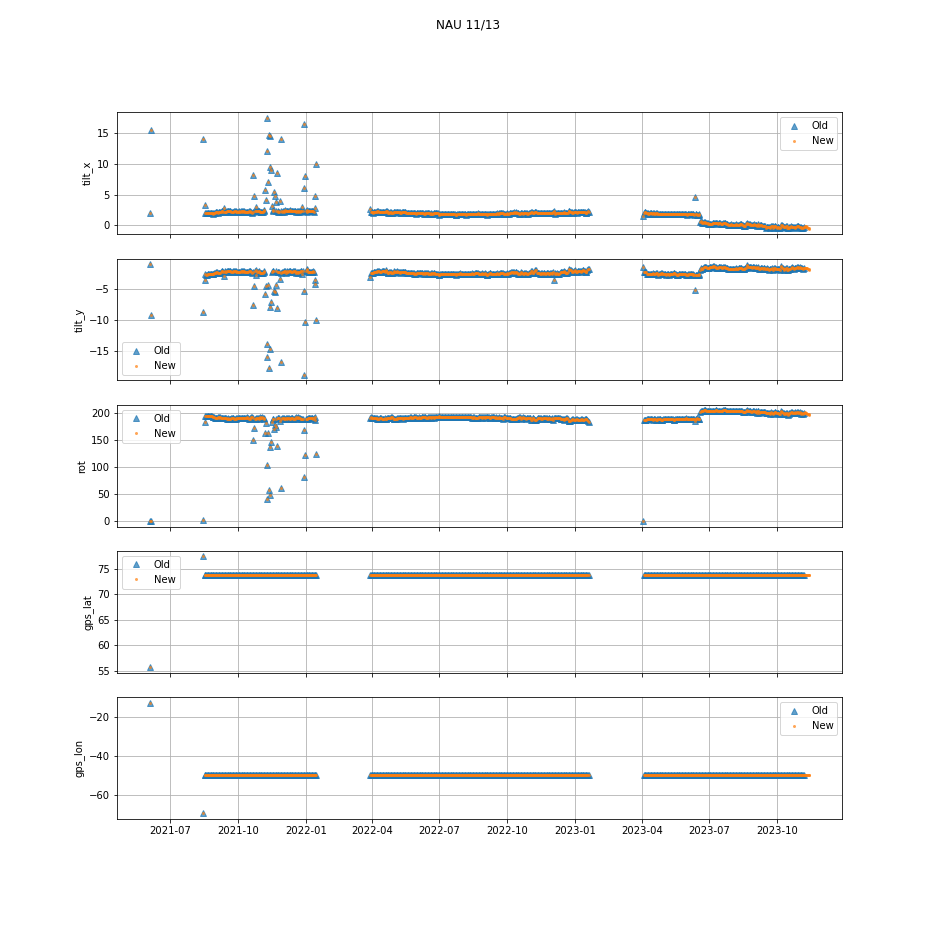 NAU 11/13
tilt_x
15
10
5
0
Old
New
tilt_y
−5
−10
−15
Old
New
rot
200
150
100
50
0
Old
New
gps_lat
75
70
65
60
55
Old
New
gps_lon
−20
−40
−60
Old
New
2021-07 2021-10 2022-01 2022-04 2022-07 2022-10 2023-01 2023-04 2023-07 2023-10